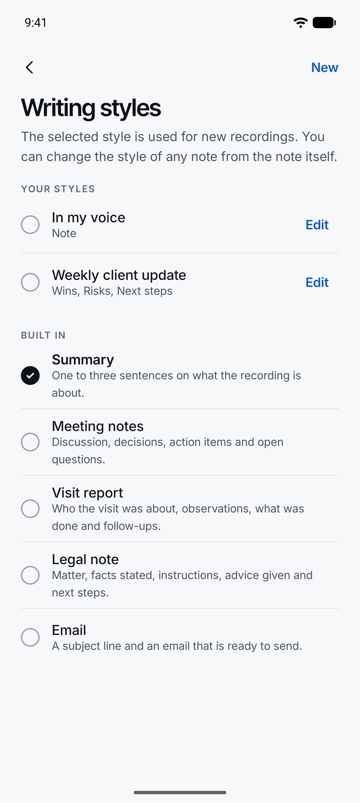 9:41
New
Writing styles
The selected style is used for new recordings. You
can change the style of any note from the note itself.
YOUR STYLES
In my voice
Note
Edit
Weekly client update
Wins, Risks, Next steps
Edit
BUILT IN
Summary
One to three sentences on what the recording is
about.
Meeting notes
Discussion, decisions, action items and open
questions.
Visit report
Who the visit was about, observations, what was
done and follow-ups.
Legal note
Matter, facts stated, instructions, advice given and
next steps.
Email
A subject line and an email that is ready to send.